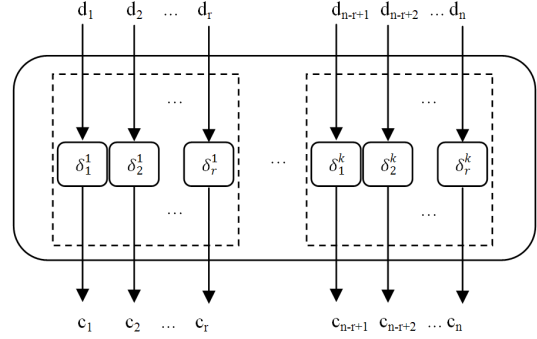 d₁ d₂ ... dᵣ dₙ₋ᵣ₊₁ dₙ₋ᵣ₊₂ ... dₙ
... ...
δ₁¹ δ₂¹ δᵣ¹ ... δ₁ᵏ δ₂ᵏ δᵣᵏ
... ...
c₁ c₂ ... cᵣ cₙ₋ᵣ₊₁ cₙ₋ᵣ₊₂ ... cₙ